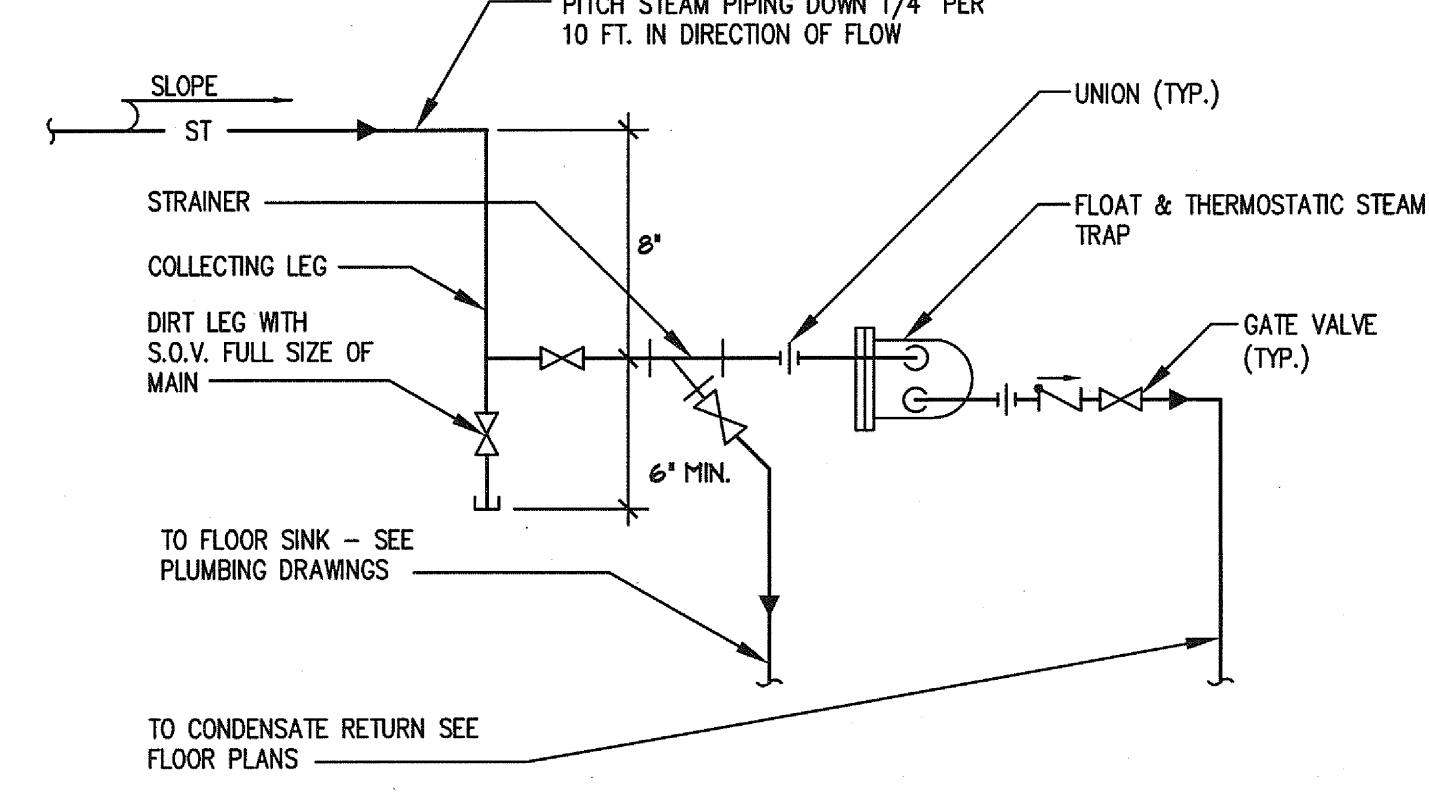 PITCH STEAM PIPING DOWN 1/4" PER
10 FT. IN DIRECTION OF FLOW
SLOPE
ST
UNION (TYP.)
STRAINER
FLOAT & THERMOSTATIC STEAM
TRAP
8"
COLLECTING LEG
DIRT LEG WITH
S.O.V. FULL SIZE OF
MAIN
GATE VALVE
(TYP.)
6" MIN.
TO FLOOR SINK – SEE
PLUMBING DRAWINGS
TO CONDENSATE RETURN SEE
FLOOR PLANS